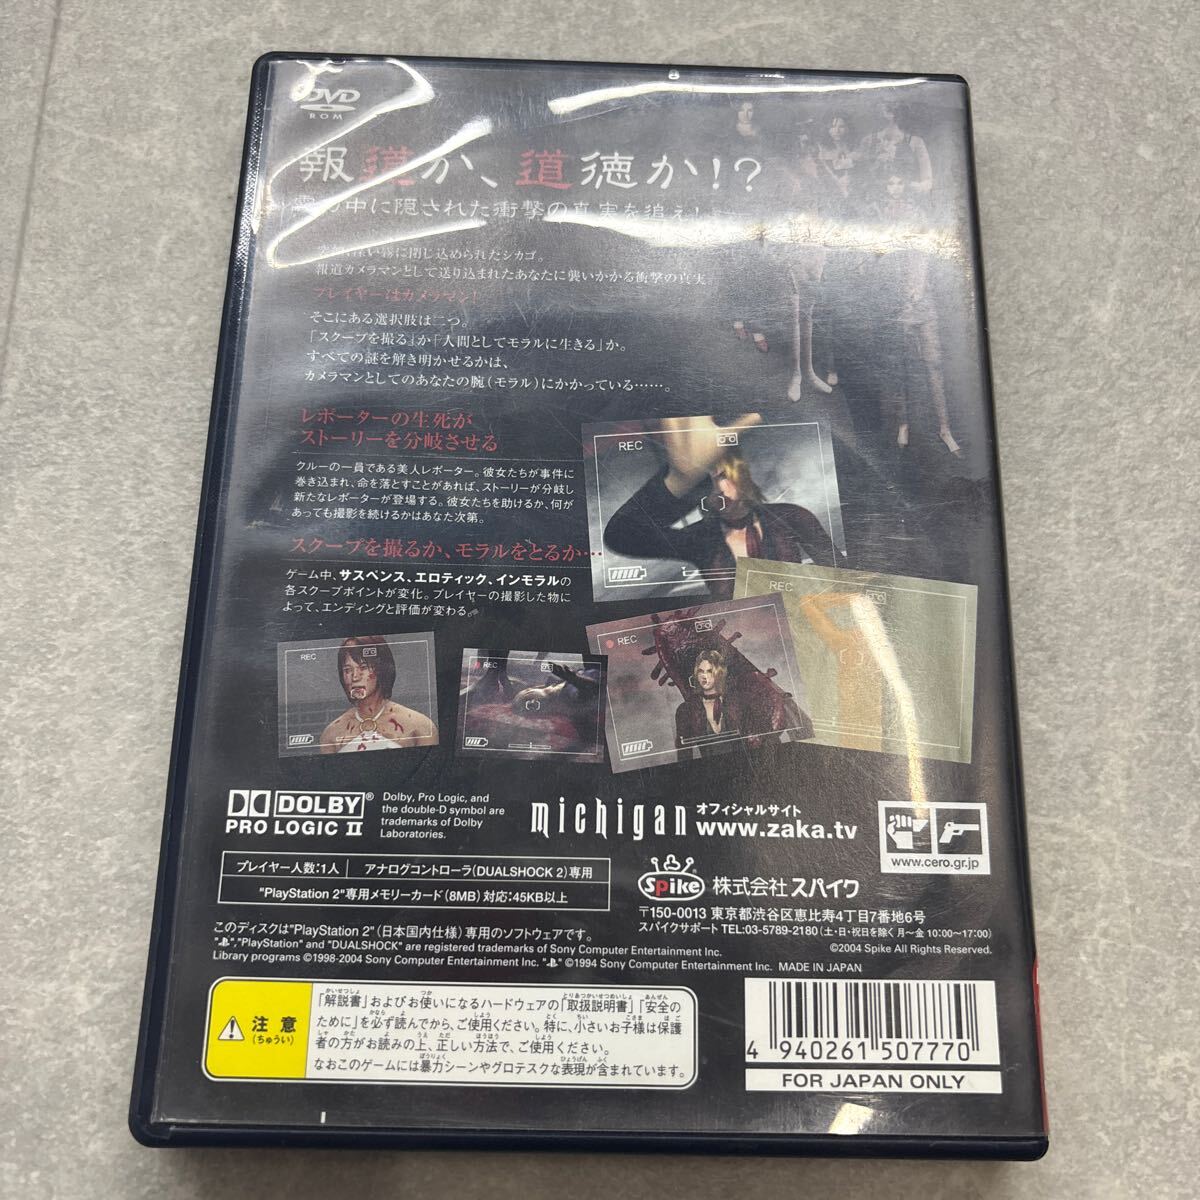 DVD
ROM
報道か、道徳か!?
の中に隠された衝撃の真実を追え!
い霧に閉じ込められたシカゴ。
報道カメラマンとして送り込まれたあなたに襲いかかる衝撃の真実。
プレイヤーはカメラマン!
そこにある選択肢は二つ。
「スクープを撮る」か「人間としてモラルに生きる」か。
すべての謎を解き明かせるかは、
カメラマンとしてのあなたの腕(モラル)にかかっている……。
レポーターの生死が
ストーリーを分岐させる
クルーの一員である美人レポーター。彼女たちが事件に
巻き込まれ、命を落とすことがあれば、ストーリーが分岐し
新たなレポーターが登場する。彼女たちを助けるか、何が
あっても撮影を続けるかはあなた次第。
スクープを撮るか、モラルをとるか…
ゲーム中、サスペンス、エロティック、インモラルの
各スクープポイントが変化。プレイヤーの撮影した物に
よって、エンディングと評価が変わる。
REC
REC
REC
REC
REC
DOLBY®
PRO LOGIC II
Dolby, Pro Logic, and
the double-D symbol are
trademarks of Dolby
Laboratories.
michigan
オフィシャルサイト
www.zaka.tv
www.cero.gr.jp
プレイヤー人数:1人
アナログコントローラ(DUALSHOCK 2)専用
"PlayStation 2"専用メモリーカード(8MB)対応:45KB以上
Spike
株式会社スパイク
〒150-0013 東京都渋谷区恵比寿4丁目7番地6号
スパイクサポート TEL:03-5789-2180(土・日・祝日を除く 月〜金 10:00〜17:00)
このディスクは"PlayStation 2"(日本国内仕様)専用のソフトウェアです。
©2004 Spike All Rights Reserved.
" ","PlayStation" and "DUALSHOCK" are registered trademarks of Sony Computer Entertainment Inc.
Library programs ©1998-2004 Sony Computer Entertainment Inc. " " ©1994 Sony Computer Entertainment Inc. MADE IN JAPAN
注意
(ちゅうい)
「解説書」およびお使いになるハードウェアの「取扱説明書」「安全の
ために」を必ず読んでから、ご使用ください。特に、小さいお子様は保護
者の方がお読みの上、正しい方法で、ご使用ください。
なおこのゲームには暴力シーンやグロテスクな表現が含まれています。
4 940261 507770
FOR JAPAN ONLY